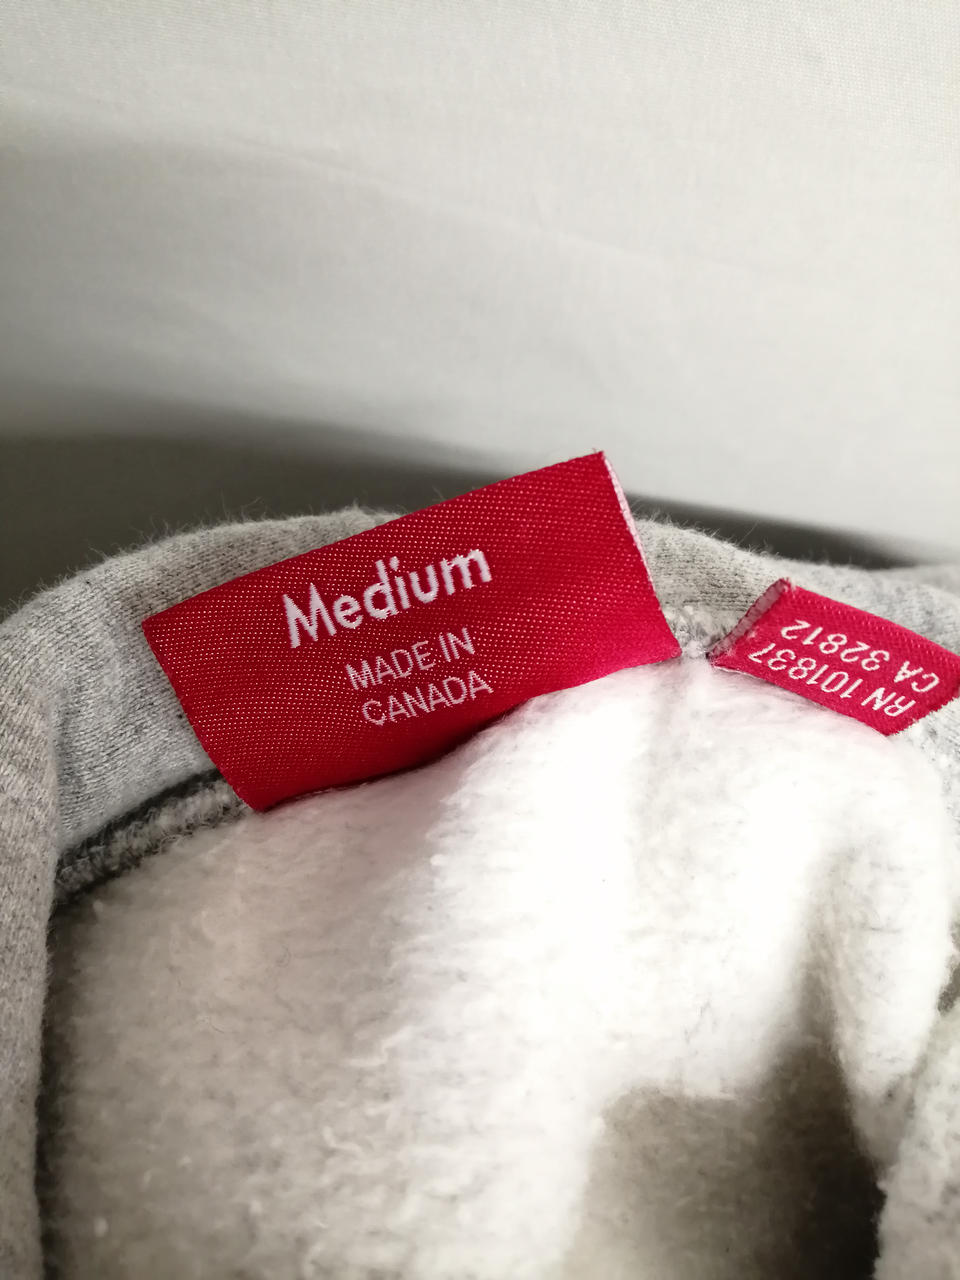 Medium
MADE IN
CANADA
RN 101837
CA 32812